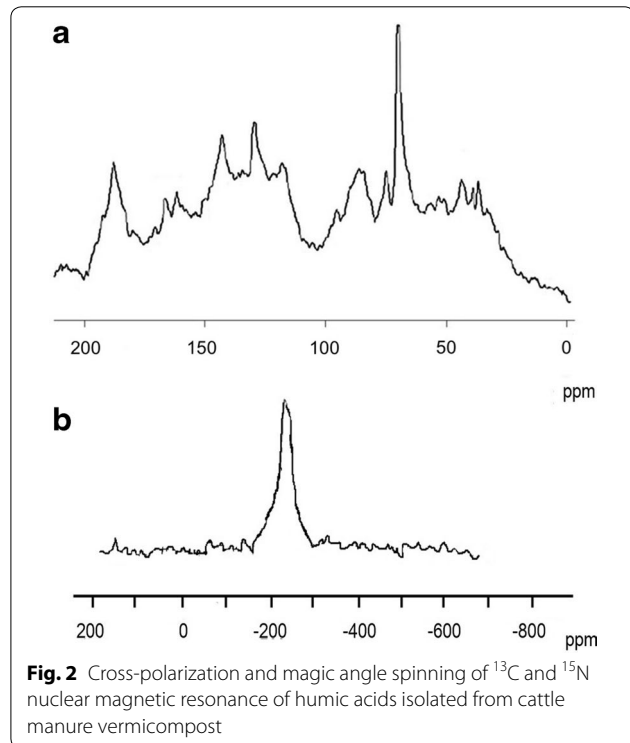 a
200 150 100 50 0
ppm
b
200 0 -200 -400 -600 -800 ppm
Fig. 2 Cross-polarization and magic angle spinning of ¹³C and ¹⁵N
nuclear magnetic resonance of humic acids isolated from cattle
manure vermicompost